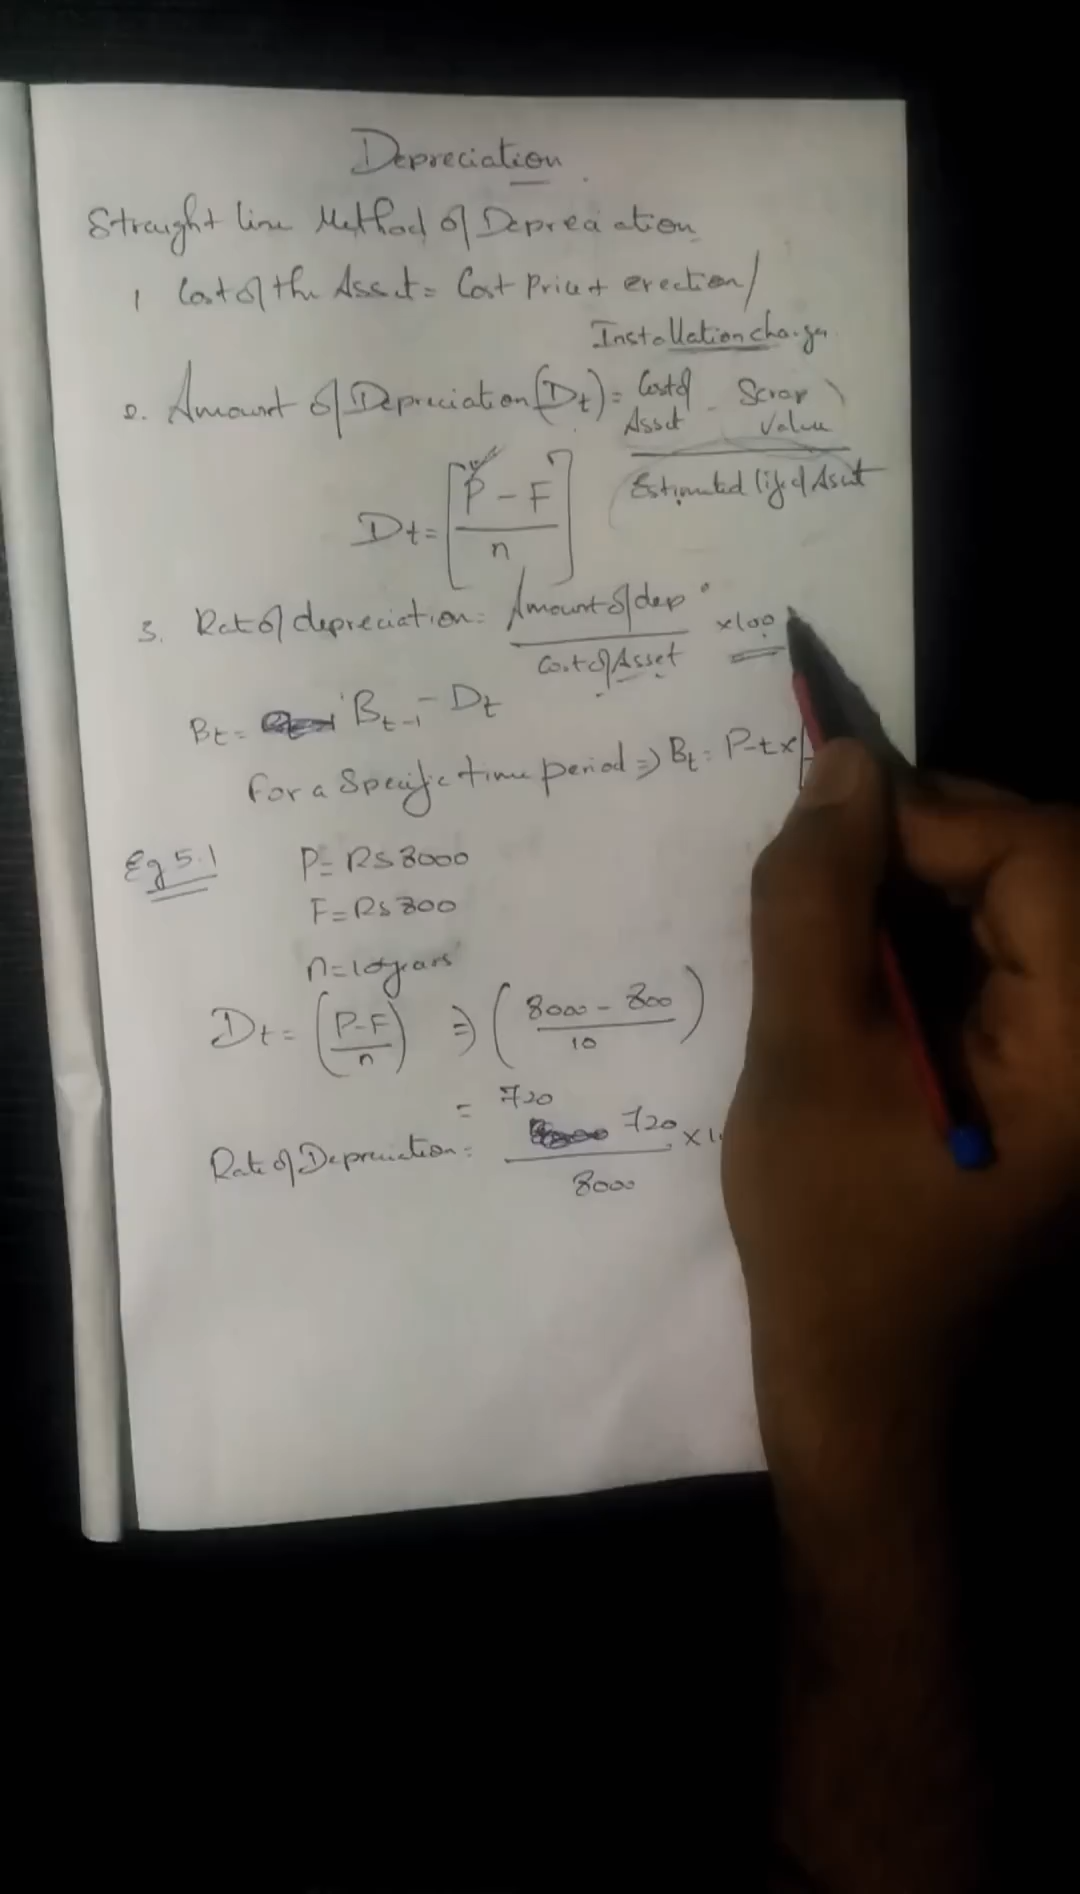 Depreciation
Straight line Method of Depreciation
1 Cost of the Asset = Cost Price + erection/
Installation charges
2. Amount of Depreciation (Dt) = Cost of Asset - Scrap Value
Estimated life of Asset
Dt = [P - F / n]
3. Rate of depreciation = Amount of dep / Cost of Asset x100
Bt = Bt-1 - Dt
For a Specific time period => Bt = P-tx
Eg 5.1 P = RS 8000
F = Rs 800
n = 10 years
Dt = (P-F / n) => (8000 - 800 / 10)
= 720
Rate of Depreciation = 720 / 8000 x